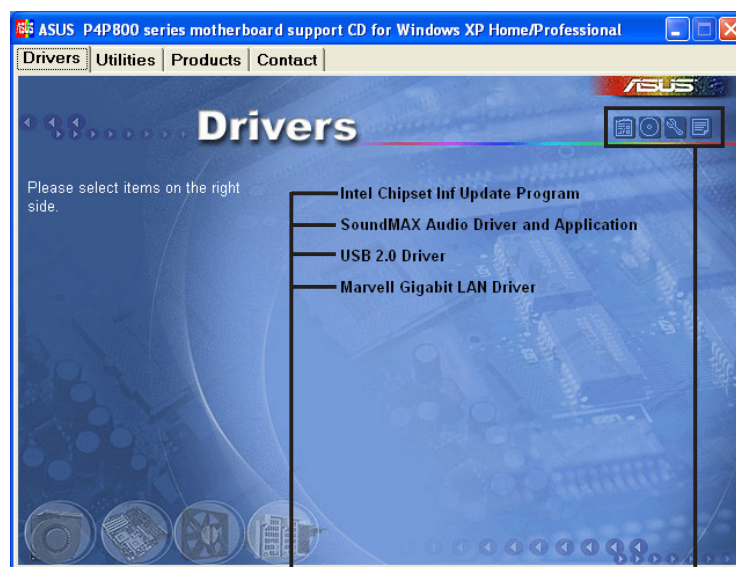 ASUS P4P800 series motherboard support CD for Windows XP Home/Professional
Drivers Utilities Products Contact
ASUS
Drivers
Please select items on the right
side.
Intel Chipset Inf Update Program
SoundMAX Audio Driver and Application
USB 2.0 Driver
Marvell Gigabit LAN Driver